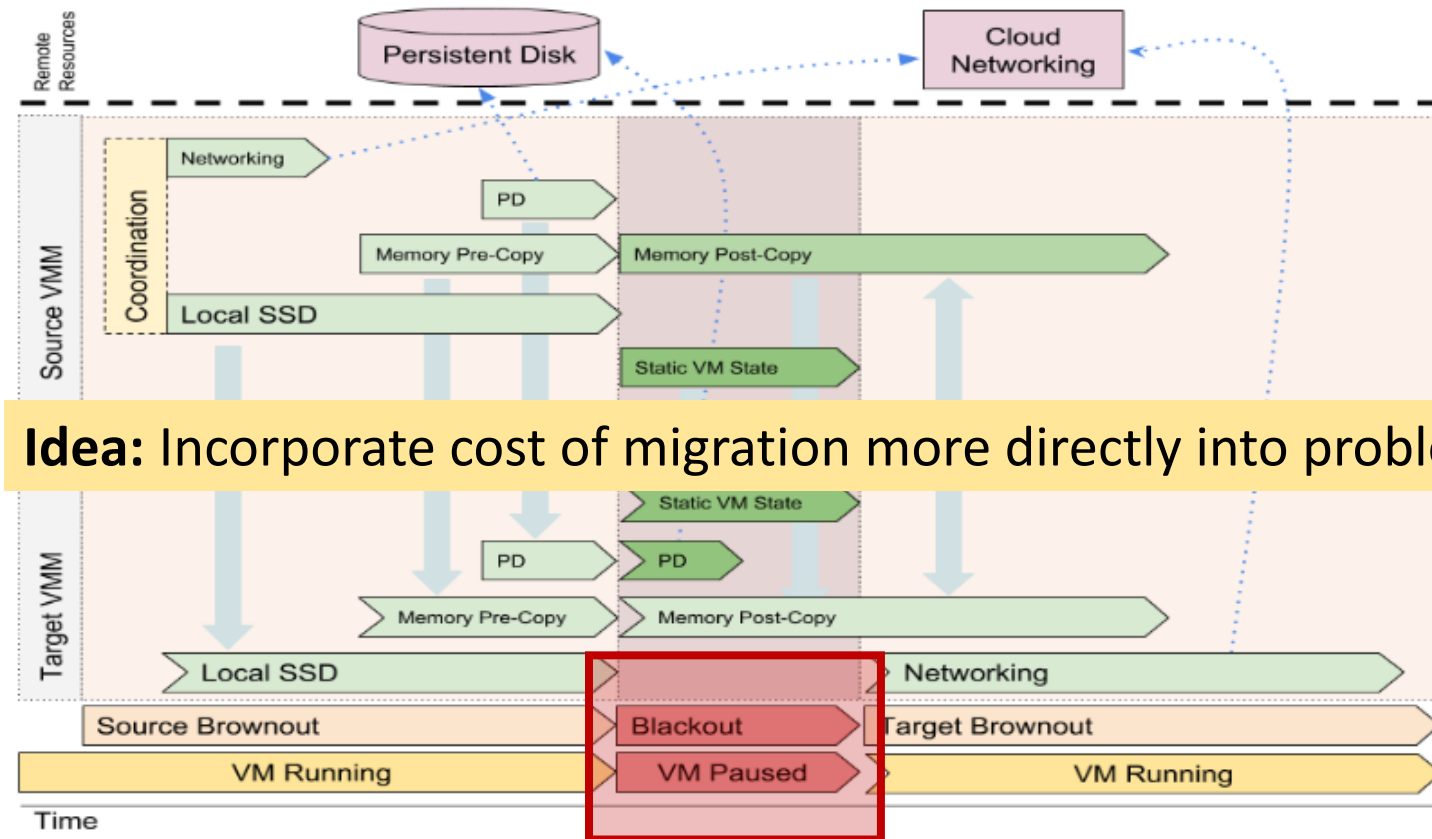 Remote
Resources
Persistent Disk
Cloud
Networking
Source VMM
Coordination
Networking
PD
Memory Pre-Copy
Memory Post-Copy
Local SSD
Static VM State
Idea: Incorporate cost of migration more directly into
Target VMM
Static VM State
PD
PD
Memory Pre-Copy
Memory Post-Copy
Local SSD
Networking
Source Brownout
Blackout
Target Brownout
VM Running
VM Paused
VM Running
Time